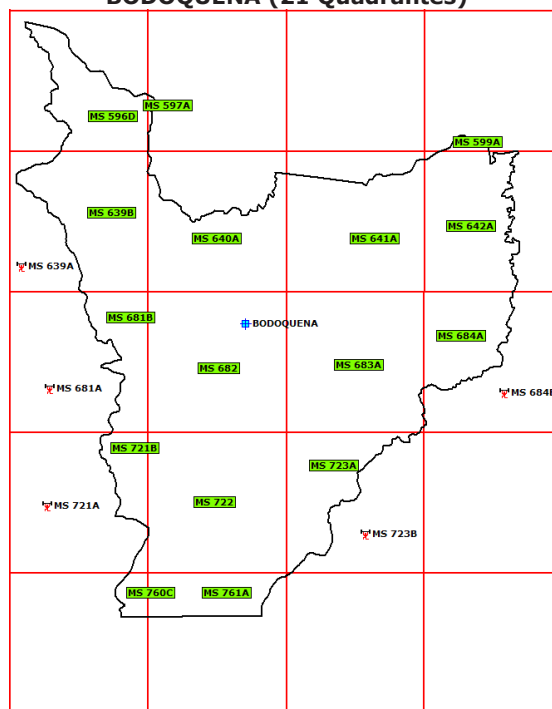 BODOQUENA (21 Quadrantes)
MS 597A
MS 596D
MS 599A
MS 639B
MS 642A
MS 640A
MS 641A
MS 639A
MS 681B
BODOQUENA
MS 684A
MS 682
MS 683A
MS 681A
MS 684B
MS 721B
MS 723A
MS 722
MS 721A
MS 723B
MS 760C
MS 761A